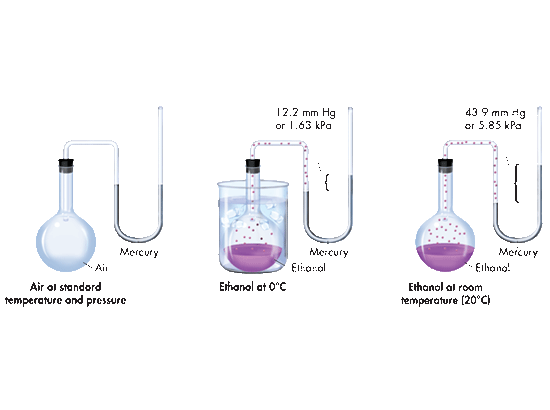 12.2 mm Hg
or 1.63 kPa
43.9 mm Hg
or 5.85 kPa
Mercury
Air
Mercury
Ethanol
Mercury
Ethanol
Air at standard
temperature and pressure
Ethanol at 0°C
Ethanol at room
temperature (20°C)